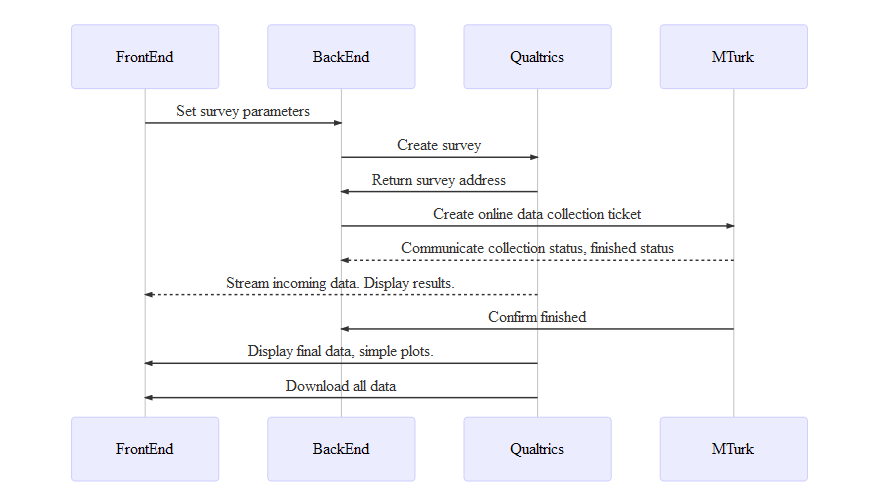 FrontEnd
BackEnd
Qualtrics
MTurk
Set survey parameters
Create survey
Return survey address
Create online data collection ticket
Communicate collection status, finished status
Stream incoming data. Display results.
Confirm finished
Display final data, simple plots.
Download all data
FrontEnd
BackEnd
Qualtrics
MTurk